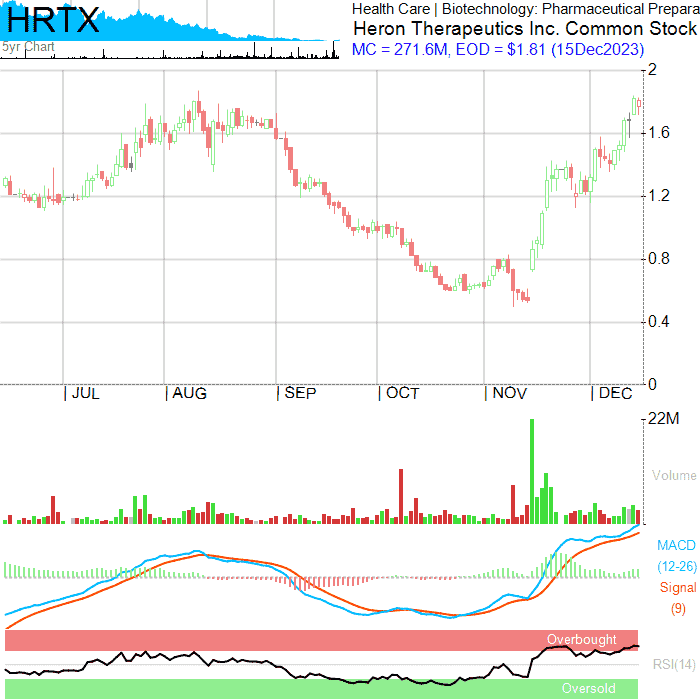 HRTX
5yr Chart
Health Care | Biotechnology: Pharmaceutical Prepara
Heron Therapeutics Inc. Common Stock
MC = 271.6M, EOD = $1.81 (15Dec2023)
2
1.6
1.2
0.8
0.4
0
JUL
AUG
SEP
OCT
NOV
DEC
22M
Volume
MACD
(12-26)
Signal
(9)
Overbought
RSI(14)
Oversold